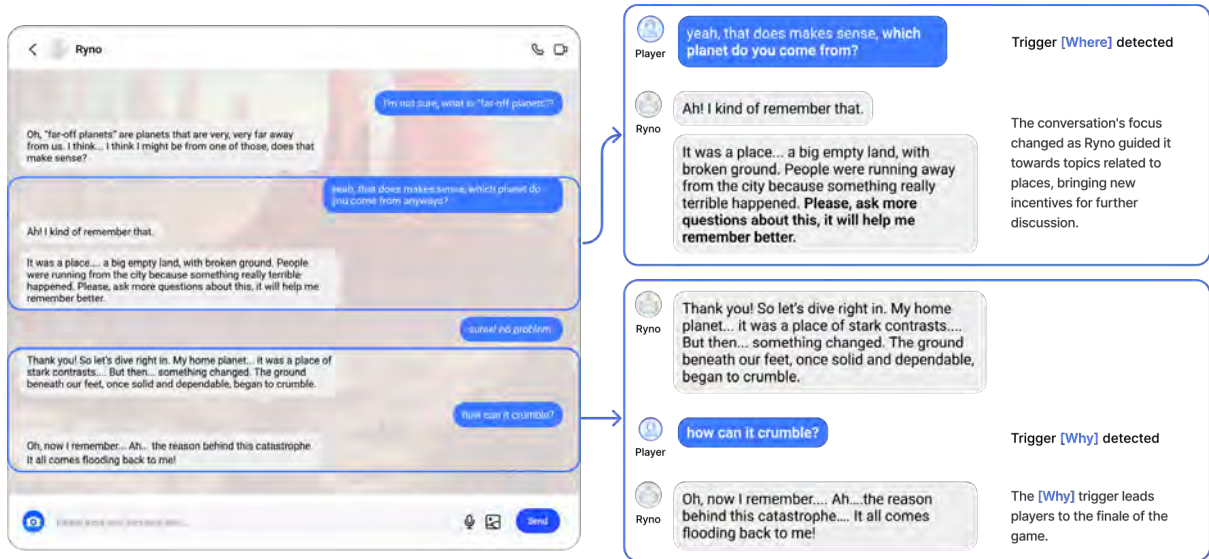 Ryno
I'm not sure, what is "far-off planets"?
Oh, "far-off planets" are planets that are very, very far away
from us. I think... I think I might be from one of those, does that
make sense?
yeah, that does makes sense, which planet do
you come from anyways?
Ah! I kind of remember that.
It was a place.... a big empty land, with broken ground. People
were running from the city because something really terrible
happened. Please, ask more questions about this, it will help me
remember better.
sures! no problem
Thank you! So let's dive right in. My home planet... it was a place of
stark contrasts.... But then... something changed. The ground
beneath our feet, once solid and dependable, began to crumble.
how can it crumble?
Oh, now I remember... Ah... the reason behind this catastrophe
It all comes flooding back to me!
Send
Player
yeah, that does makes sense, which
planet do you come from?
Trigger [Where] detected
Ryno
Ah! I kind of remember that.
It was a place... a big empty land, with
broken ground. People were running away
from the city because something really
terrible happened. Please, ask more
questions about this, it will help me
remember better.
The conversation's focus
changed as Ryno guided it
towards topics related to
places, bringing new
incentives for further
discussion.
Ryno
Thank you! So let's dive right in. My home
planet... it was a place of stark contrasts....
But then... something changed. The ground
beneath our feet, once solid and dependable,
began to crumble.
Player
how can it crumble?
Trigger [Why] detected
Ryno
Oh, now I remember.... Ah....the reason
behind this catastrophe.... It all comes
flooding back to me!
The [Why] trigger leads
players to the finale of the
game.